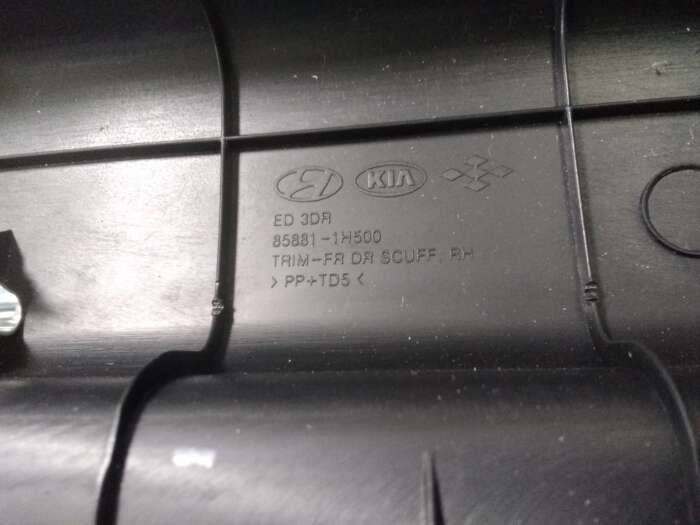 KIA
ED 3DR
85881-1H500
TRIM-FR DR SCUFF, RH
> PP+TD5 <